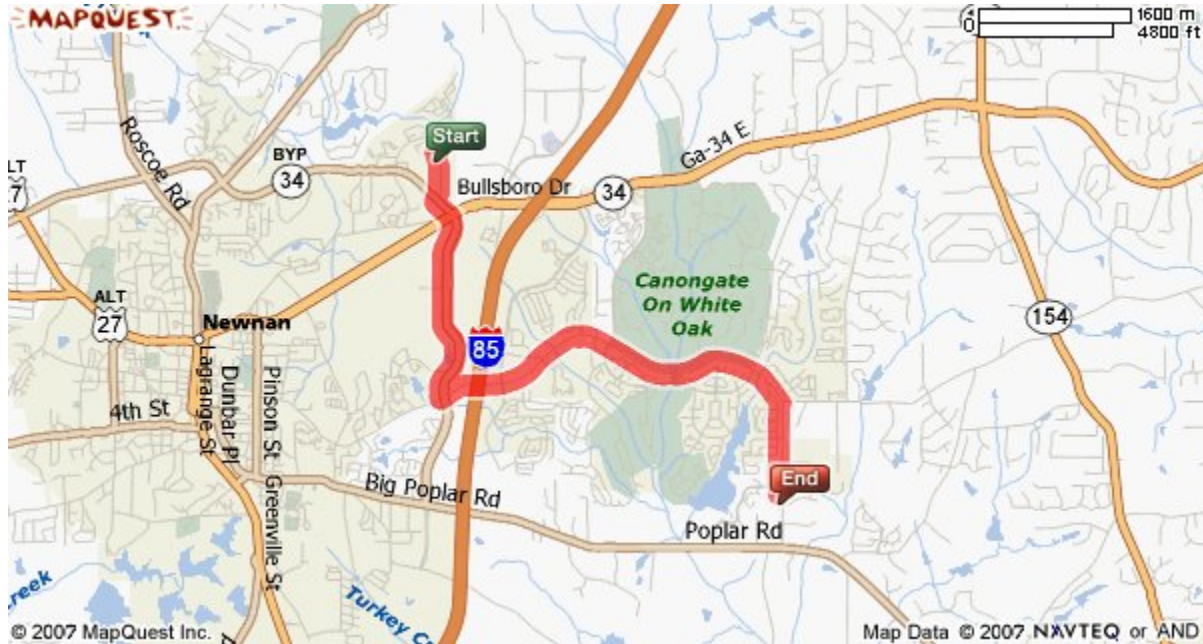 MAPQUEST
1600 m
0
4800 ft
Roscoe Rd
BYP
34
Start
Ga-34 E
Bullsboro Dr
34
LT
7
Canongate
On White
Oak
ALT
27
Newnan
85
154
Lagrange St
Dunbar Pl
Pinson St
Greenville St
4th St
Big Poplar Rd
End
Poplar Rd
reek
Turkey C
© 2007 MapQuest Inc.
Map Data © 2007 NAVTEQ or AND